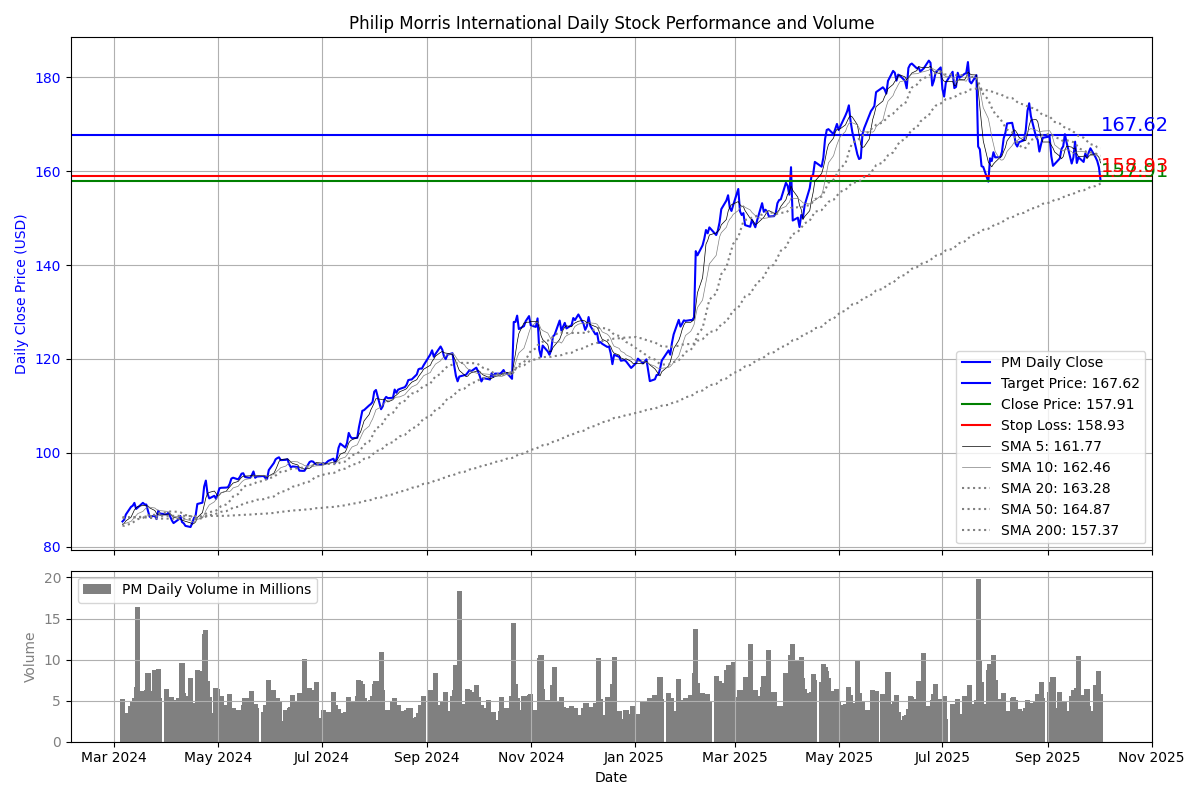 Philip Morris International Daily Stock Performance and Volume
Daily Close Price (USD)
180
160
140
120
100
80
167.62
158.93
157.91
PM Daily Close
Target Price: 167.62
Close Price: 157.91
Stop Loss: 158.93
SMA 5: 161.77
SMA 10: 162.46
SMA 20: 163.28
SMA 50: 164.87
SMA 200: 157.37
Volume
20
15
10
5
0
PM Daily Volume in Millions
Mar 2024 May 2024 Jul 2024 Sep 2024 Nov 2024 Jan 2025 Mar 2025 May 2025 Jul 2025 Sep 2025 Nov 2025
Date